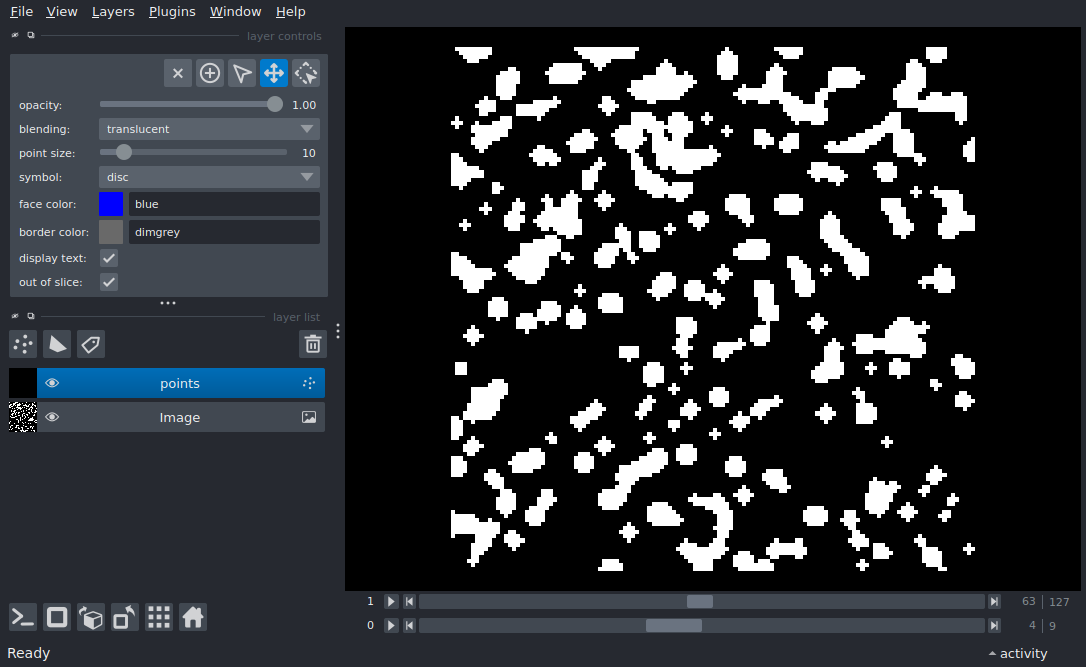 File View Layers Plugins Window Help
layer controls
opacity: 1.00
blending: translucent
point size: 10
symbol: disc
face color: blue
border color: dimgrey
display text:
out of slice:
layer list
points
Image
1 63 | 127
0 4 | 9
Ready activity